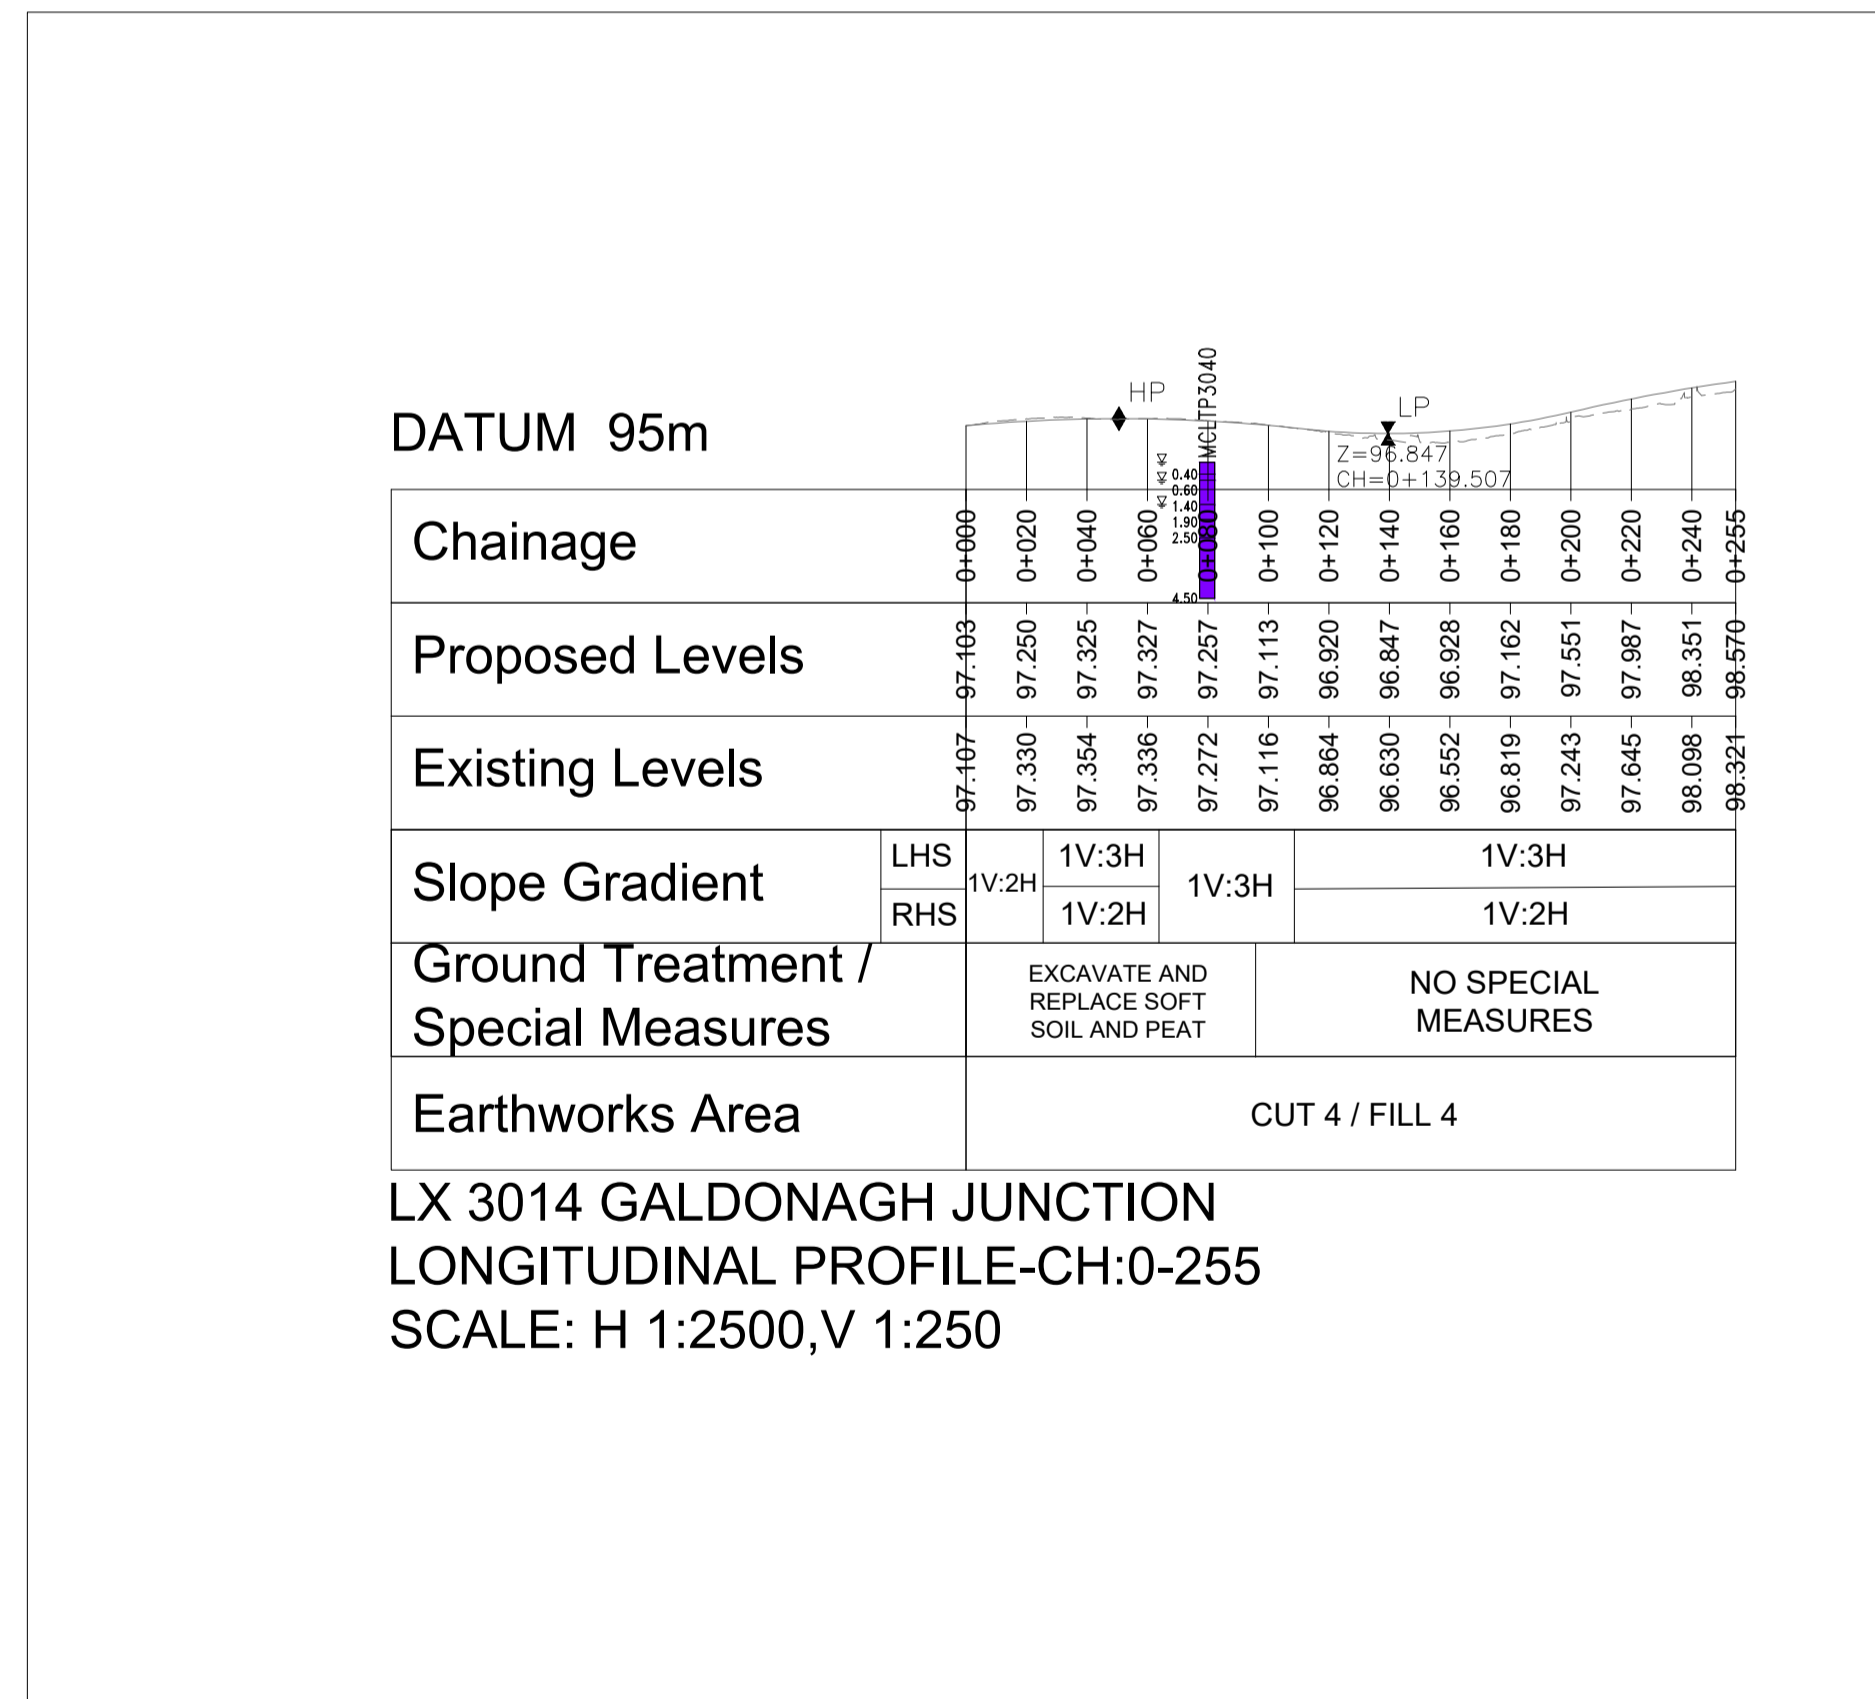 HP
MCLTP3040
LP
DATUM 95m
Z=96.847
CH=0+139.507
0.40
0.60
1.40
1.90
2.50
4.50
Chainage
0+000 0+020 0+040 0+060 0+080 0+100 0+120 0+140 0+160 0+180 0+200 0+220 0+240 0+255
Proposed Levels
97.103 97.250 97.325 97.327 97.257 97.113 96.920 96.847 96.928 97.162 97.551 97.987 98.351 98.570
Existing Levels
97.107 97.330 97.354 97.336 97.272 97.116 96.864 96.630 96.552 96.819 97.243 97.645 98.098 98.321
Slope Gradient
LHS
RHS
1V:2H
1V:3H
1V:2H
1V:3H
1V:3H
1V:2H
Ground Treatment /
Special Measures
EXCAVATE AND
REPLACE SOFT
SOIL AND PEAT
NO SPECIAL
MEASURES
Earthworks Area
CUT 4 / FILL 4
LX 3014 GALDONAGH JUNCTION
LONGITUDINAL PROFILE-CH:0-255
SCALE: H 1:2500,V 1:250